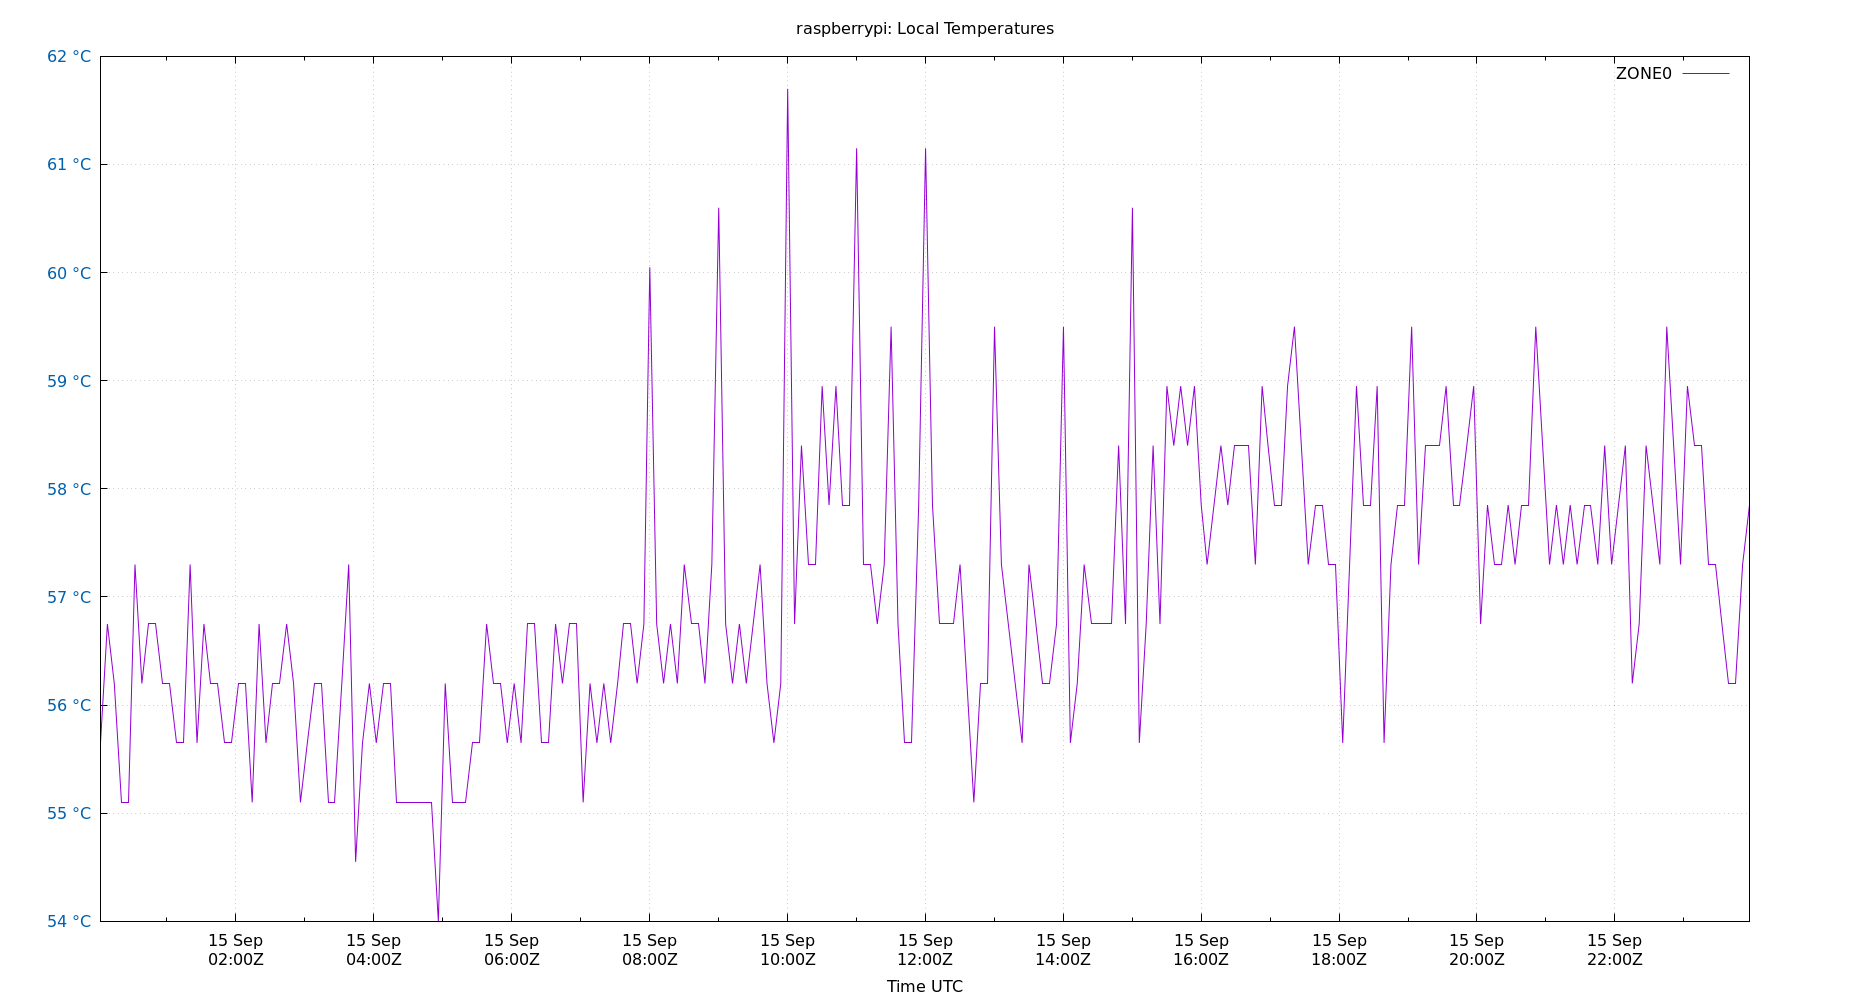 raspberrypi: Local Temperatures
62 °C
ZONE0
61 °C
60 °C
59 °C
58 °C
57 °C
56 °C
55 °C
54 °C
15 Sep 15 Sep 15 Sep 15 Sep 15 Sep 15 Sep 15 Sep 15 Sep 15 Sep 15 Sep 15 Sep
02:00Z 04:00Z 06:00Z 08:00Z 10:00Z 12:00Z 14:00Z 16:00Z 18:00Z 20:00Z 22:00Z
Time UTC